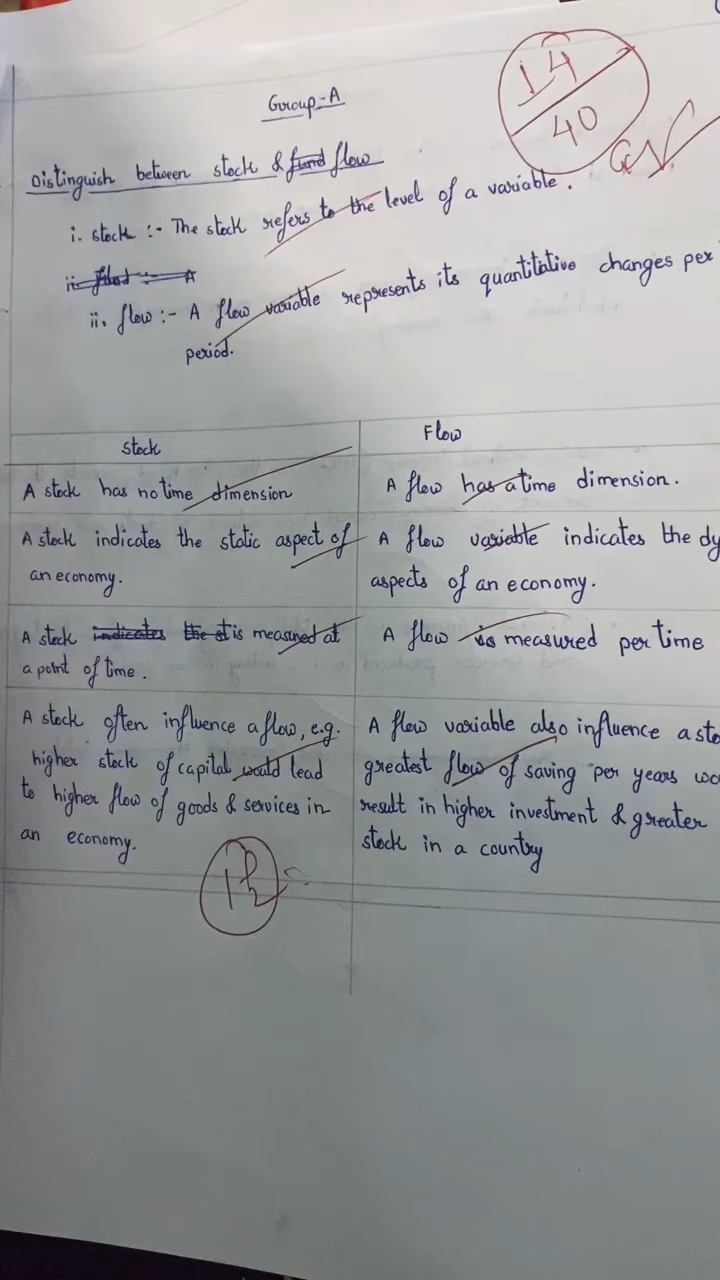 14
40
Group-A
Distinguish between stock & fund flow
i. stock :- The stock refers to the level of a variable.
ii. flow :- A flow variable represents its quantitative changes per
period.
stock
Flow
A stock has no time dimension
A flow has a time dimension.
A stock indicates the static aspect of
an economy.
A flow variable indicates the dy
aspects of an economy.
A stock indicates the st is measured at
a point of time.
A flow is measured per time
A stock often influence a flow, e.g.
higher stock of capital would lead
to higher flow of goods & services in
an economy.
A flow variable also influence a sto
greatest flow of saving per years wo
result in higher investment & greater
stock in a country